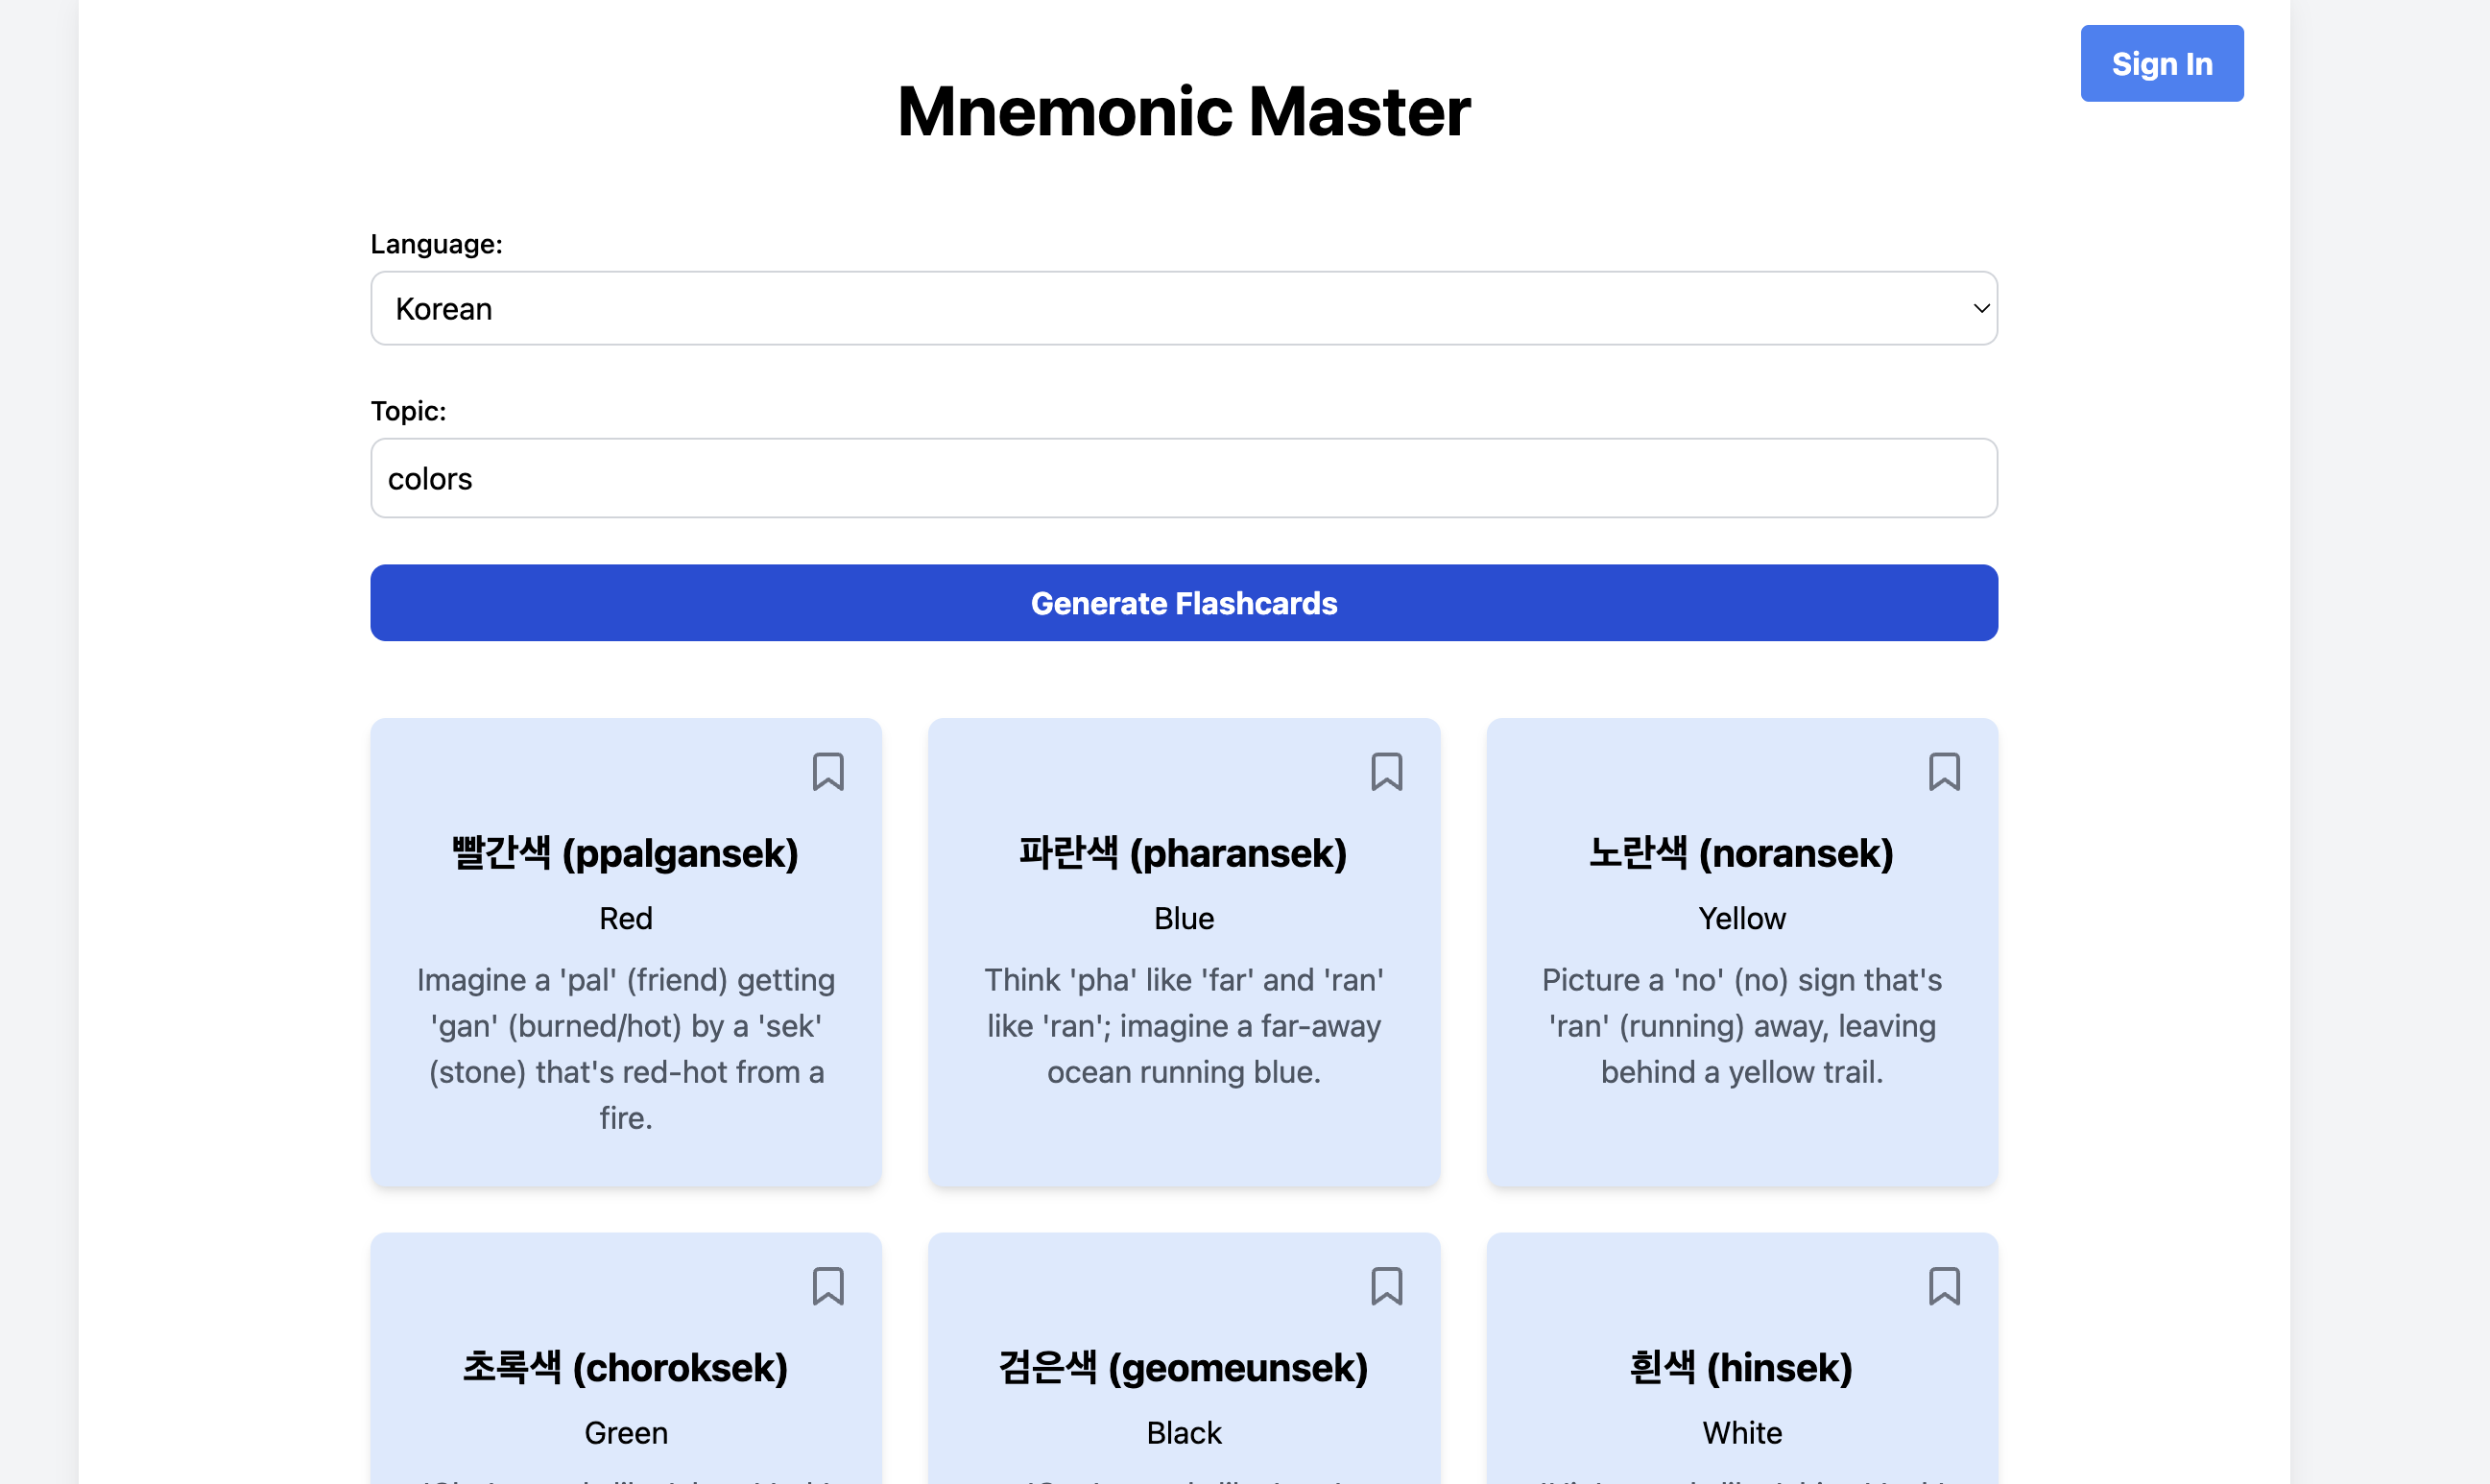 Sign In
Mnemonic Master
Language:
Korean
Topic:
colors
Generate Flashcards
빨간색 (ppalgansek)
Red
Imagine a 'pal' (friend) getting
'gan' (burned/hot) by a 'sek'
(stone) that's red-hot from a
fire.
파란색 (pharansek)
Blue
Think 'pha' like 'far' and 'ran'
like 'ran'; imagine a far-away
ocean running blue.
노란색 (noransek)
Yellow
Picture a 'no' (no) sign that's
'ran' (running) away, leaving
behind a yellow trail.
초록색 (choroksek)
Green
검은색 (geomeunsek)
Black
흰색 (hinsek)
White